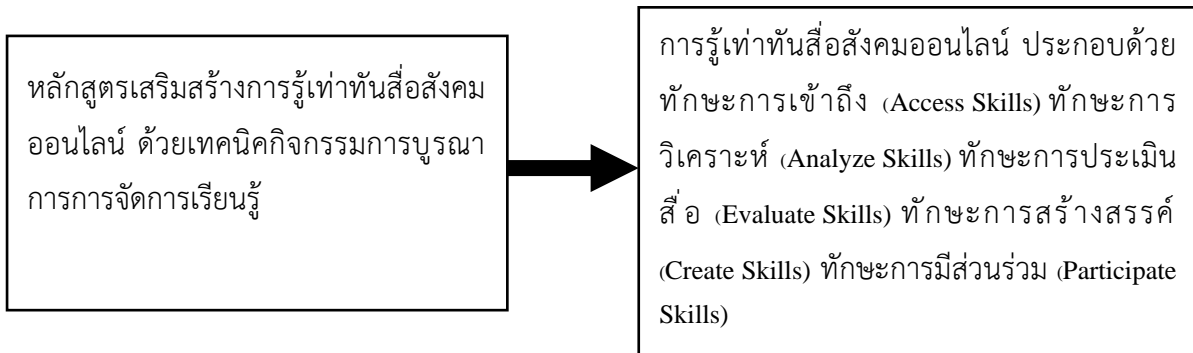 หลักสูตรเสริมสร้างการรู้เท่าทันสื่อสังคม
ออนไลน์ ด้วยเทคนิคกิจกรรมการบูรณา
การการจัดการเรียนรู้
การรู้เท่าทันสื่อสังคมออนไลน์ ประกอบด้วย
ทักษะการเข้าถึง (Access Skills) ทักษะการ
วิเคราะห์ (Analyze Skills) ทักษะการประเมิน
สื่อ (Evaluate Skills) ทักษะการสร้างสรรค์
(Create Skills) ทักษะการมีส่วนร่วม (Participate
Skills)